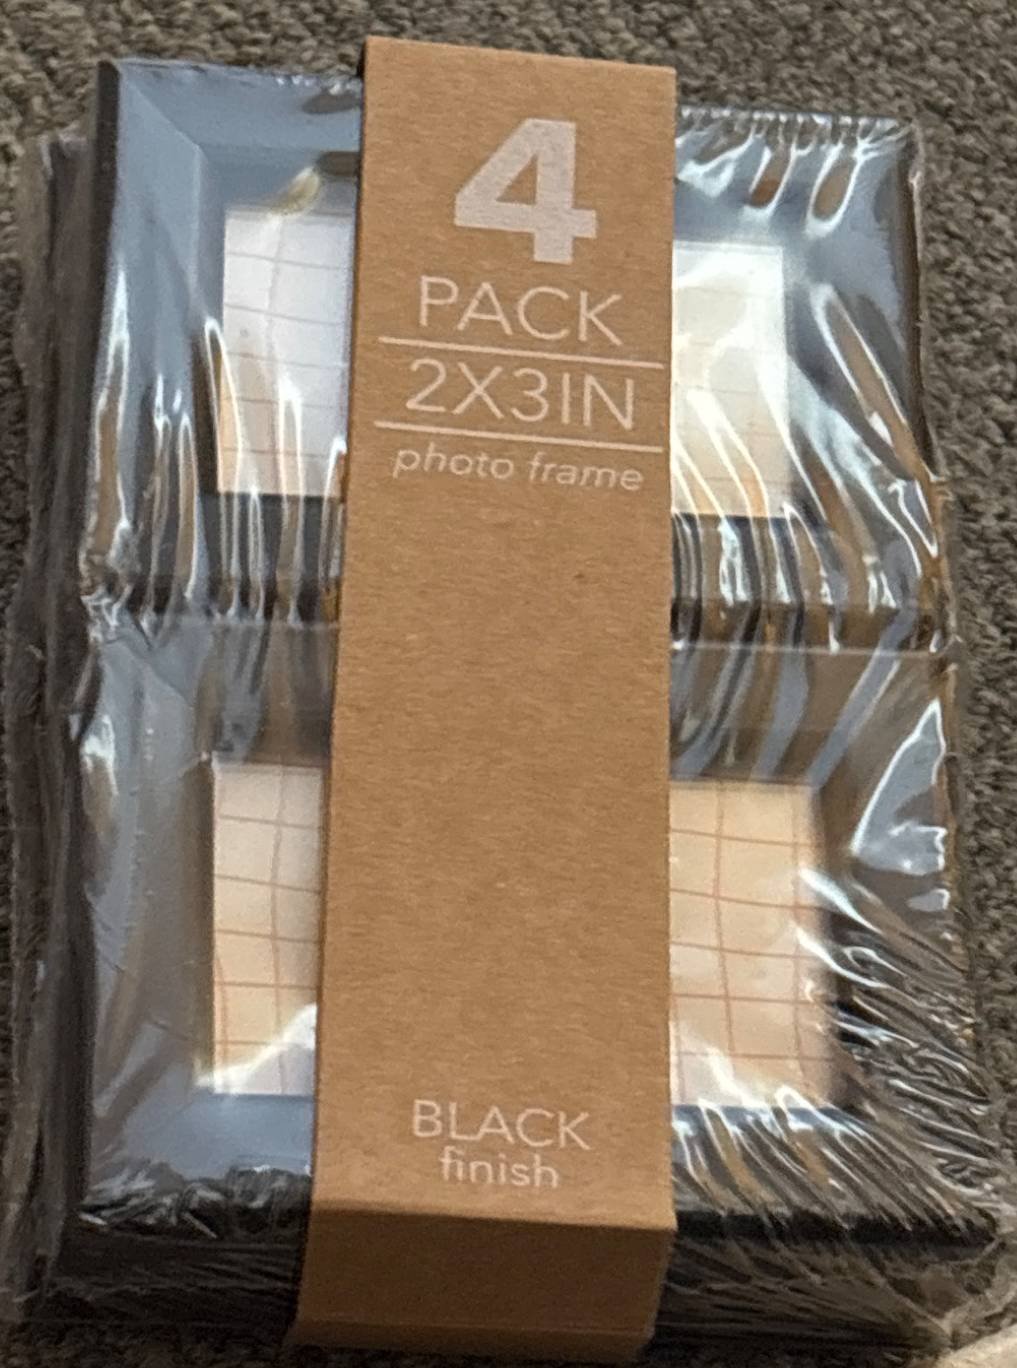 4
PACK
2X3IN
photo frame
BLACK
finish